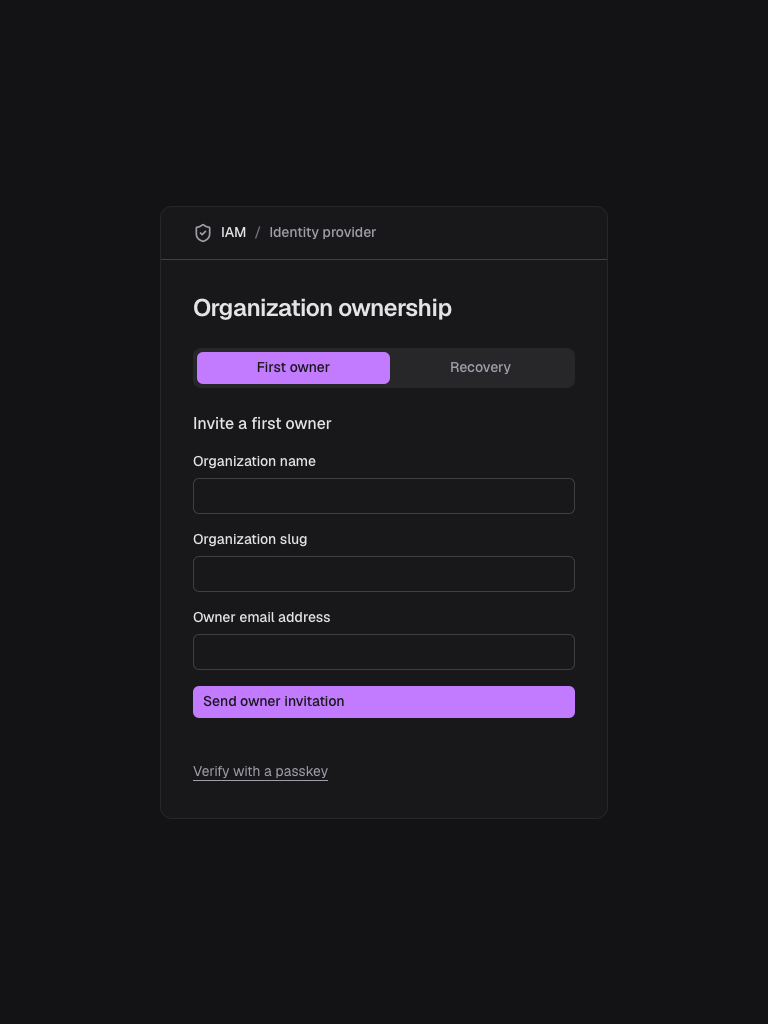 IAM / Identity provider
Organization ownership
First owner Recovery
Invite a first owner
Organization name
Organization slug
Owner email address
Send owner invitation
Verify with a passkey